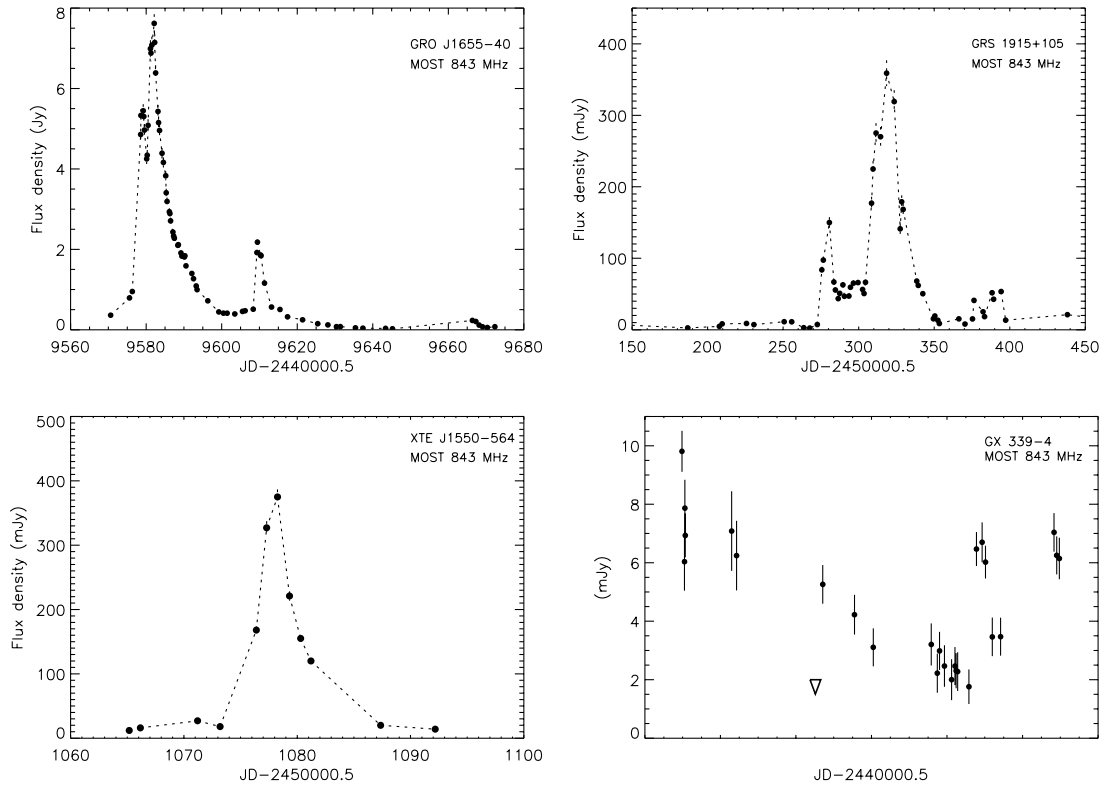 8
6
4
2
0
9560 9580 9600 9620 9640 9660 9680
JD-2440000.5
Flux density (Jy)
GRO J1655-40
MOST 843 MHz
400
300
200
100
0
150 200 250 300 350 400 450
JD-2450000.5
Flux density (mJy)
GRS 1915+105
MOST 843 MHz
500
400
300
200
100
0
1060 1070 1080 1090 1100
JD-2450000.5
Flux density (mJy)
XTE J1550-564
MOST 843 MHz
10
8
6
4
2
0
JD-2440000.5
(mJy)
GX 339-4
MOST 843 MHz